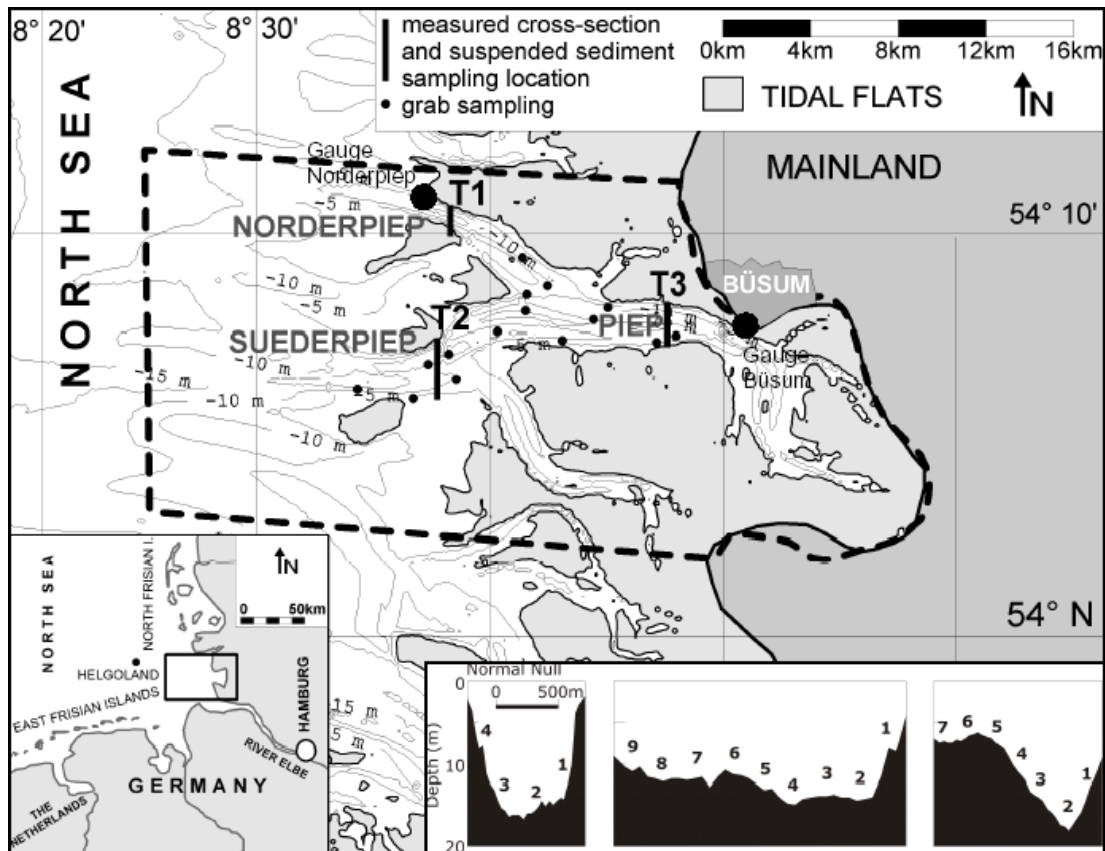 8° 20'
8° 30'
measured cross-section
and suspended sediment
sampling location
grab sampling
0km 4km 8km 12km 16km
TIDAL FLATS
N
NORTH SEA
MAINLAND
Gauge
Norderpiep
T1
-5 m
NORDERPIEP
-10 m
54° 10'
-10 m
-5 m
T3
BÜSUM
T2
PIEP
SUEDERPIEP
-5 m
Gauge
Büsum
-10 m
-15 m
-10 m
-5 m
-10 m
54° N
NORTH SEA
NORTH FRISIAN I.
N
0 50km
HELGOLAND
EAST FRISIAN ISLANDS
HAMBURG
RIVER ELBE
GERMANY
THE
NETHERLANDS
15 m
5 m
Normal Null
0 500m
0
10
20
Depth (m)
4 3 2 1
9 8 7 6 5 4 3 2 1
7 6 5 4 3 2 1